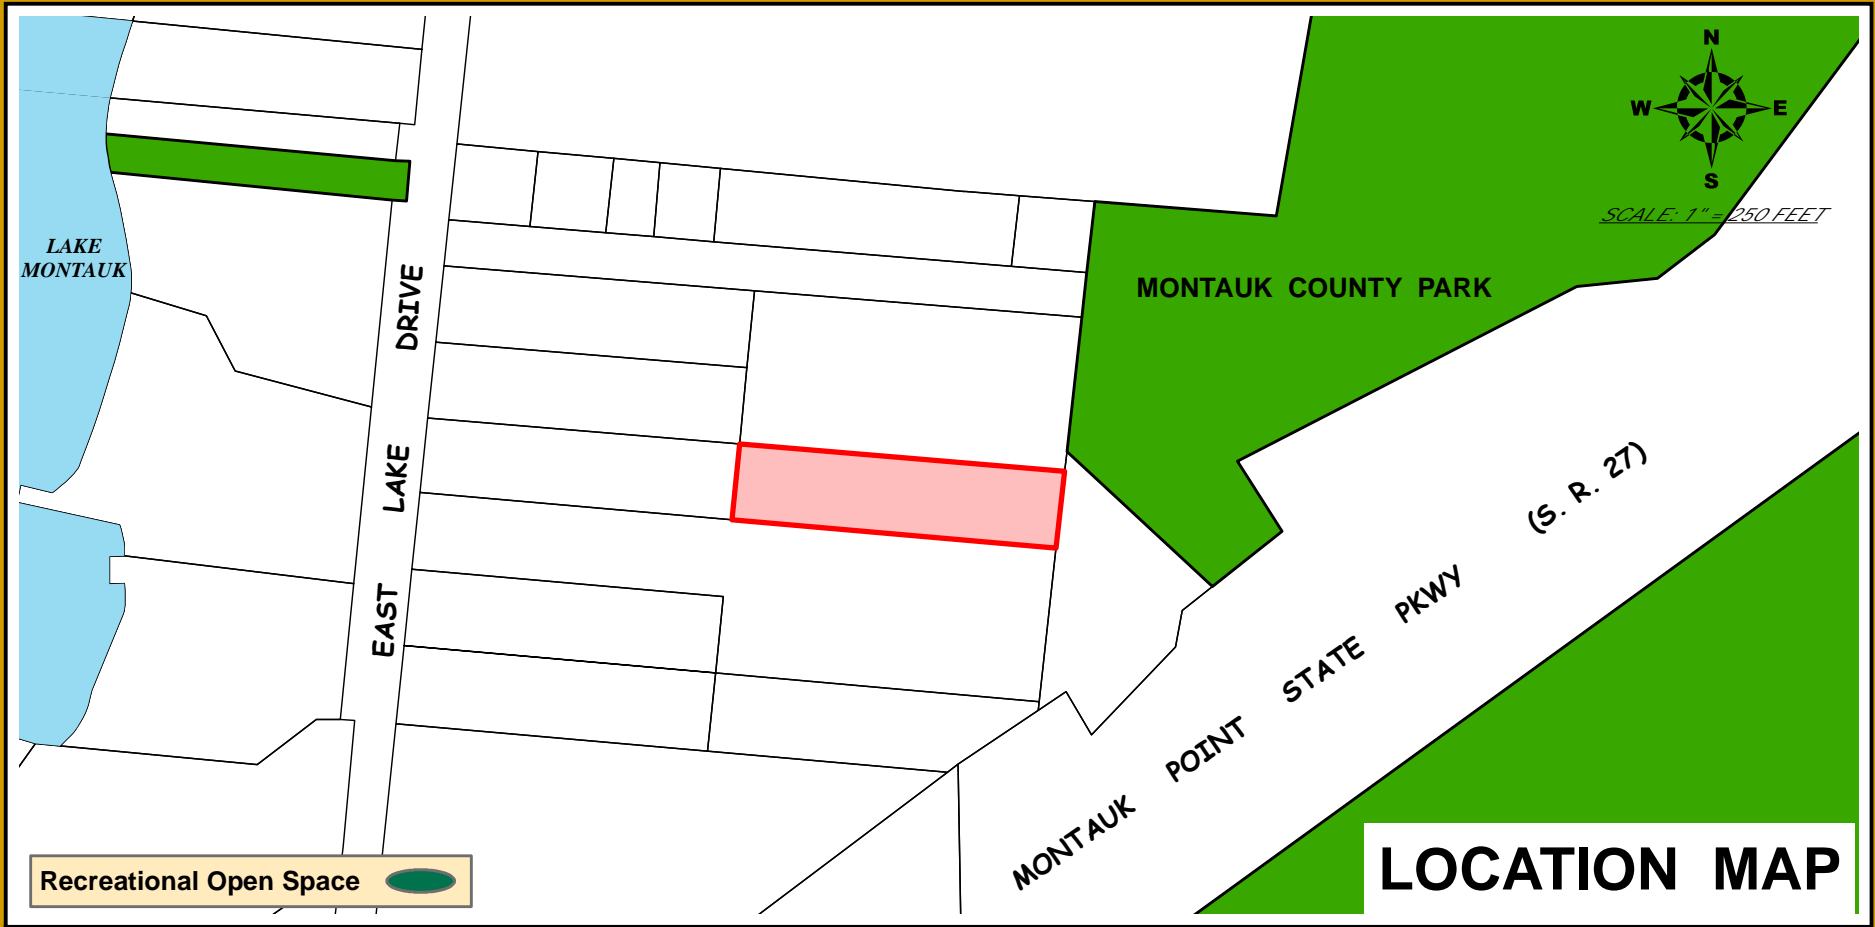 N
W E
S
SCALE: 1" = 250 FEET
LAKE
MONTAUK
MONTAUK COUNTY PARK
EAST LAKE DRIVE
MONTAUK POINT STATE PKWY (S. R. 27)
Recreational Open Space
LOCATION MAP